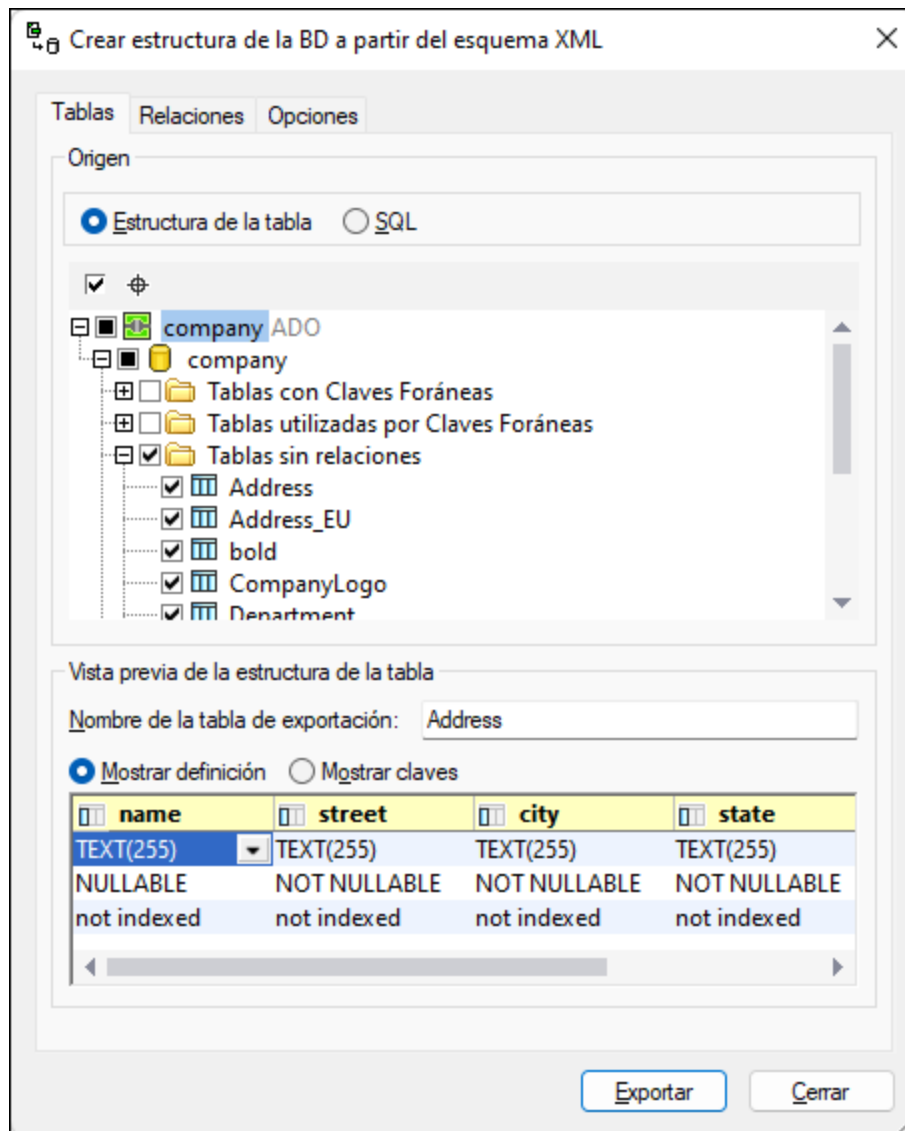 Crear estructura de la BD a partir del esquema XML
Tablas Relaciones Opciones
Origen
Estructura de la tabla SQL
company ADO
company
Tablas con Claves Foráneas
Tablas utilizadas por Claves Foráneas
Tablas sin relaciones
Address
Address_EU
bold
CompanyLogo
Department
Vista previa de la estructura de la tabla
Nombre de la tabla de exportación: Address
Mostrar definición Mostrar claves
name street city state
TEXT(255) TEXT(255) TEXT(255) TEXT(255)
NULLABLE NOT NULLABLE NOT NULLABLE NOT NULLABLE
not indexed not indexed not indexed not indexed
Exportar Cerrar